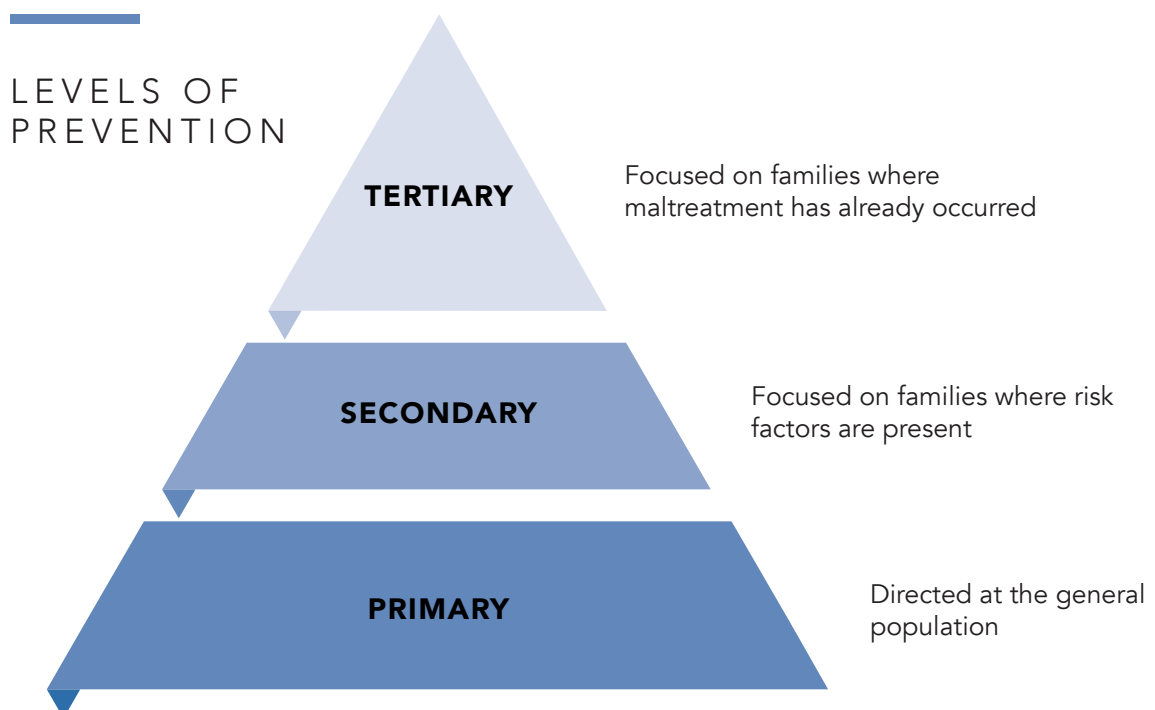 LEVELS OF
PREVENTION
TERTIARY
Focused on families where
maltreatment has already occurred
SECONDARY
Focused on families where risk
factors are present
PRIMARY
Directed at the general
population